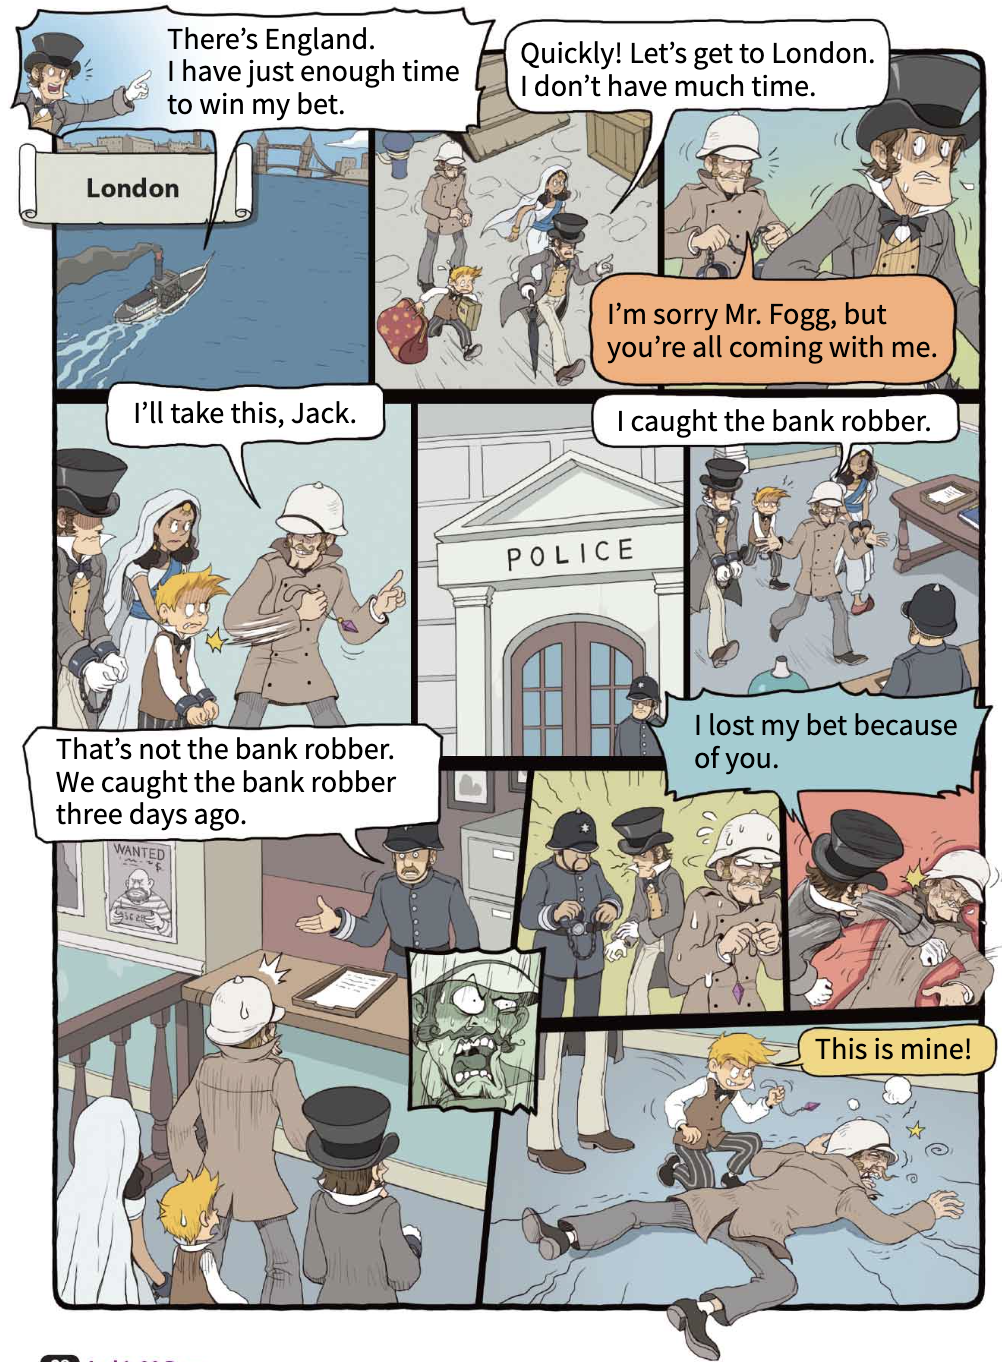 There's England.
I have just enough time
to win my bet.
Quickly! Let's get to London.
I don't have much time.
London
I'm sorry Mr. Fogg, but
you're all coming with me.
I'll take this, Jack.
POLICE
I caught the bank robber.
That's not the bank robber.
We caught the bank robber
three days ago.
WANTED
I lost my bet because
of you.
This is mine!